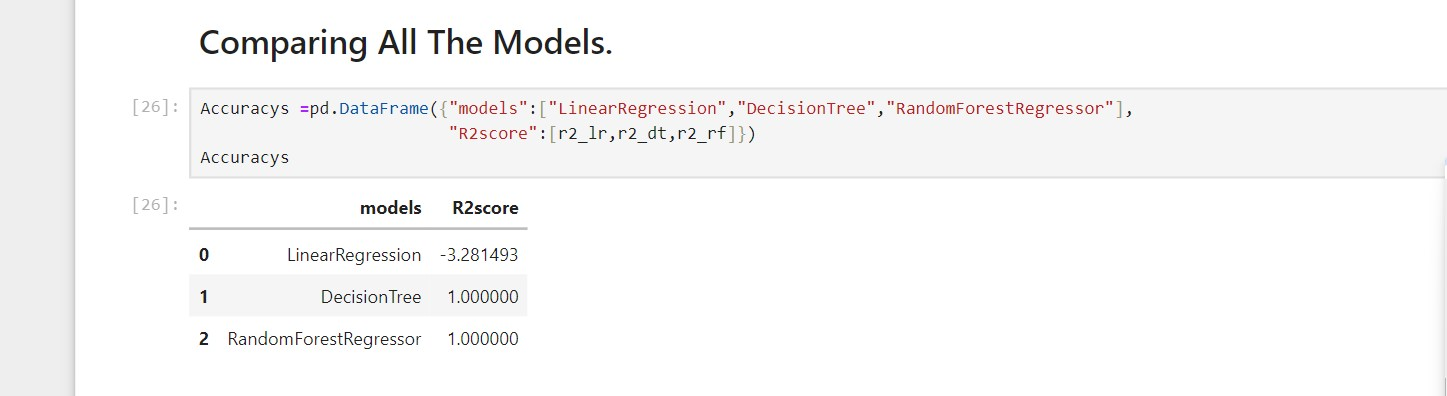 Comparing All The Models.
[26]: Accuracys =pd.DataFrame({"models":["LinearRegression","DecisionTree","RandomForestRegressor"],
"R2score":[r2_lr,r2_dt,r2_rf]})
Accuracys
[26]: models R2score
0 LinearRegression -3.281493
1 DecisionTree 1.000000
2 RandomForestRegressor 1.000000